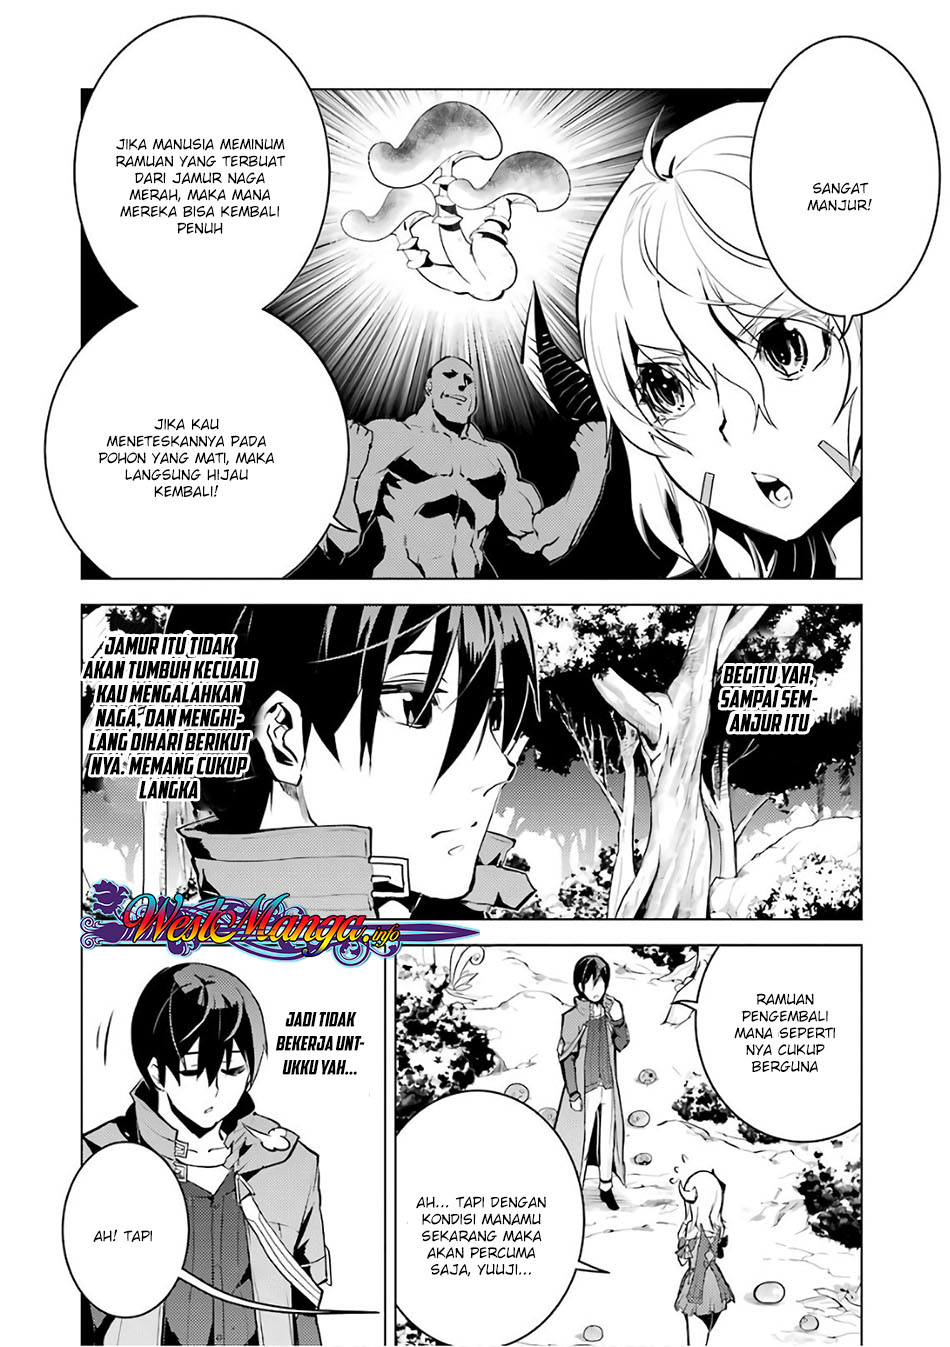 SANGAT
MANJUR!
JIKA MANUSIA MEMINUM
RAMUAN YANG TERBUAT
DARI JAMUR NAGA
MERAH, MAKA MANA
MEREKA BISA KEMBALI
PENUH
JIKA KAU
MENETESKANNYA PADA
POHON YANG MATI, MAKA
LANGSUNG HIJAU
KEMBALI!
BEGITU YAH,
SAMPAI SEM-
ANJUR ITU
JAMUR ITU TIDAK
AKAN TUMBUH KECUALI
KAU MENGALAHKAN
NAGA, DAN MENGHI-
LANG DIHARI BERIKUT
NYA. MEMANG CUKUP
LANGKA
WestManga.info
RAMUAN
PENGEMBALI
MANA SEPERTI
NYA CUKUP
BERGUNA
AH... TAPI DENGAN
KONDISI MANAMU
SEKARANG MAKA
AKAN PERCUMA
SAJA, YUUJI...
JADI TIDAK
BEKERJA UNT-
UKKU YAH...
AH! TAPI